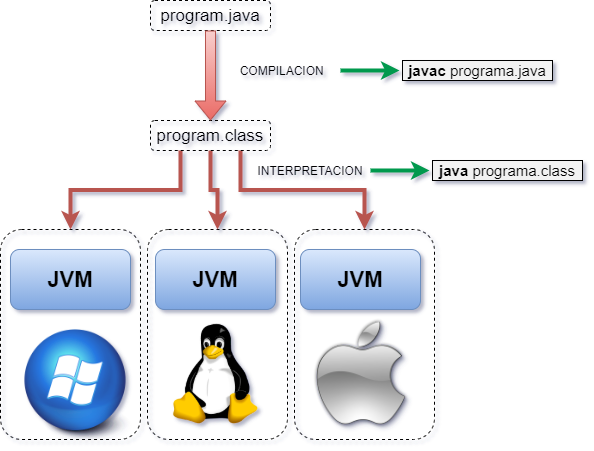 program.java
COMPILACION
javac programa.java
program.class
INTERPRETACION
java programa.class
JVM
JVM
JVM